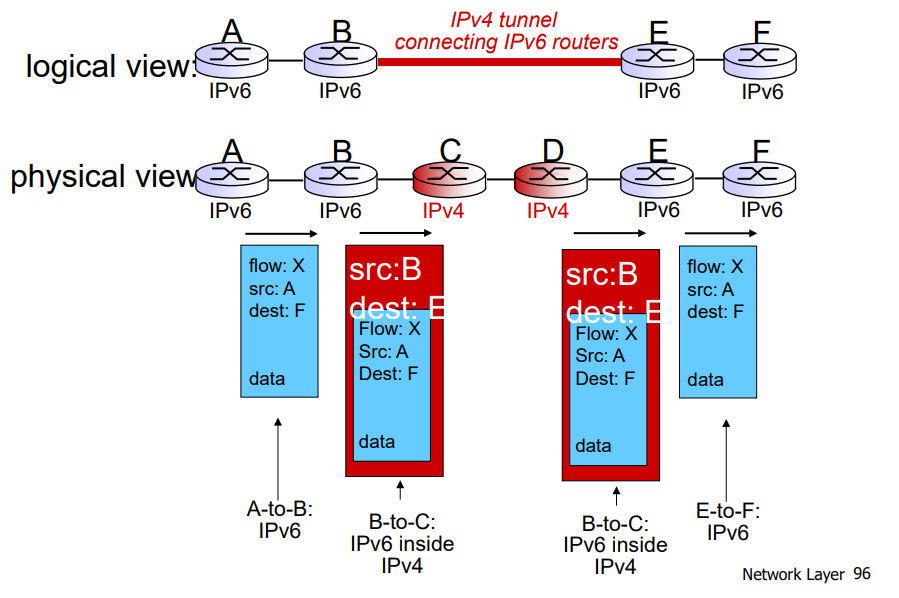 IPv4 tunnel
connecting IPv6 routers
logical view:
A
B
E
F
IPv6
IPv6
IPv6
IPv6
physical view
A
B
C
D
E
F
IPv6
IPv6
IPv4
IPv4
IPv6
IPv6
flow: X
src: A
dest: F
data
src:B
dest: E
Flow: X
Src: A
Dest: F
data
src:B
dest: E
Flow: X
Src: A
Dest: F
data
flow: X
src: A
dest: F
data
A-to-B:
IPv6
B-to-C:
IPv6 inside
IPv4
B-to-C:
IPv6 inside
IPv4
E-to-F:
IPv6
Network Layer 96